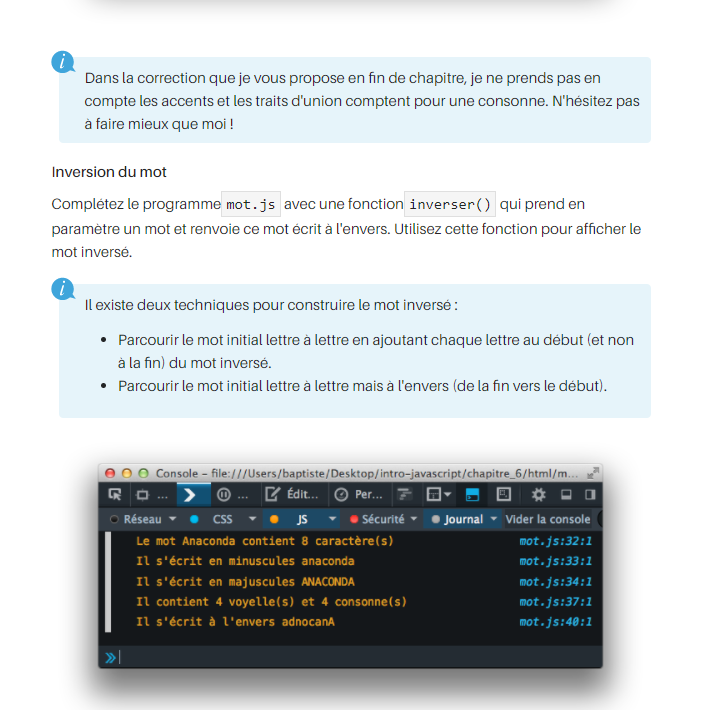 Dans la correction que je vous propose en fin de chapitre, je ne prends pas en
compte les accents et les traits d'union comptent pour une consonne. N'hésitez pas
à faire mieux que moi !
Inversion du mot
Complétez le programme mot.js avec une fonction inverser() qui prend en
paramètre un mot et renvoie ce mot écrit à l'envers. Utilisez cette fonction pour afficher le
mot inversé.
Il existe deux techniques pour construire le mot inversé :
• Parcourir le mot initial lettre à lettre en ajoutant chaque lettre au début (et non
à la fin) du mot inversé.
• Parcourir le mot initial lettre à lettre mais à l'envers (de la fin vers le début).
Console - file:///Users/baptiste/Desktop/intro-javascript/chapitre_6/html/m...
... ... Édit... Per...
Réseau CSS JS Sécurité Journal Vider la console
Le mot Anaconda contient 8 caractère(s) mot.js:32:1
Il s'écrit en minuscules anaconda mot.js:33:1
Il s'écrit en majuscules ANACONDA mot.js:34:1
Il contient 4 voyelle(s) et 4 consonne(s) mot.js:37:1
Il s'écrit à l'envers adnocanA mot.js:40:1
»